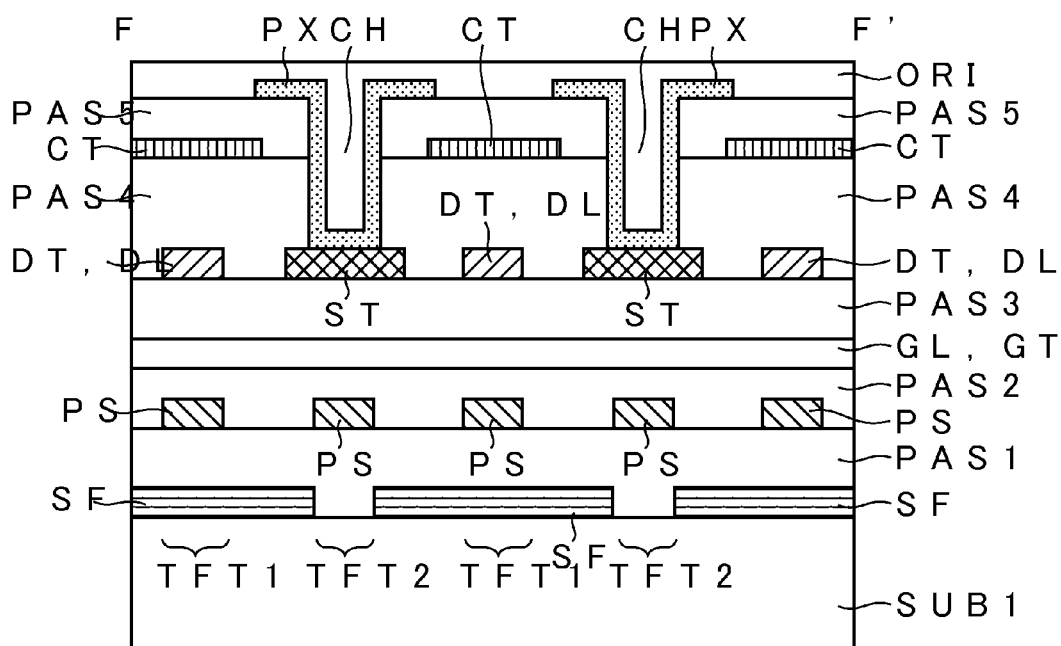 F PXCH CT CHPX F'
ORI
PAS5 PAS5
CT CT
PAS4 DT, DL PAS4
DT, DL DT, DL
ST ST PAS3
GL, GT
PAS2
PS PS
PS PS PS PAS1
SF SF
SF
TFT1 TFT2 TFT1 TFT2
SUB1